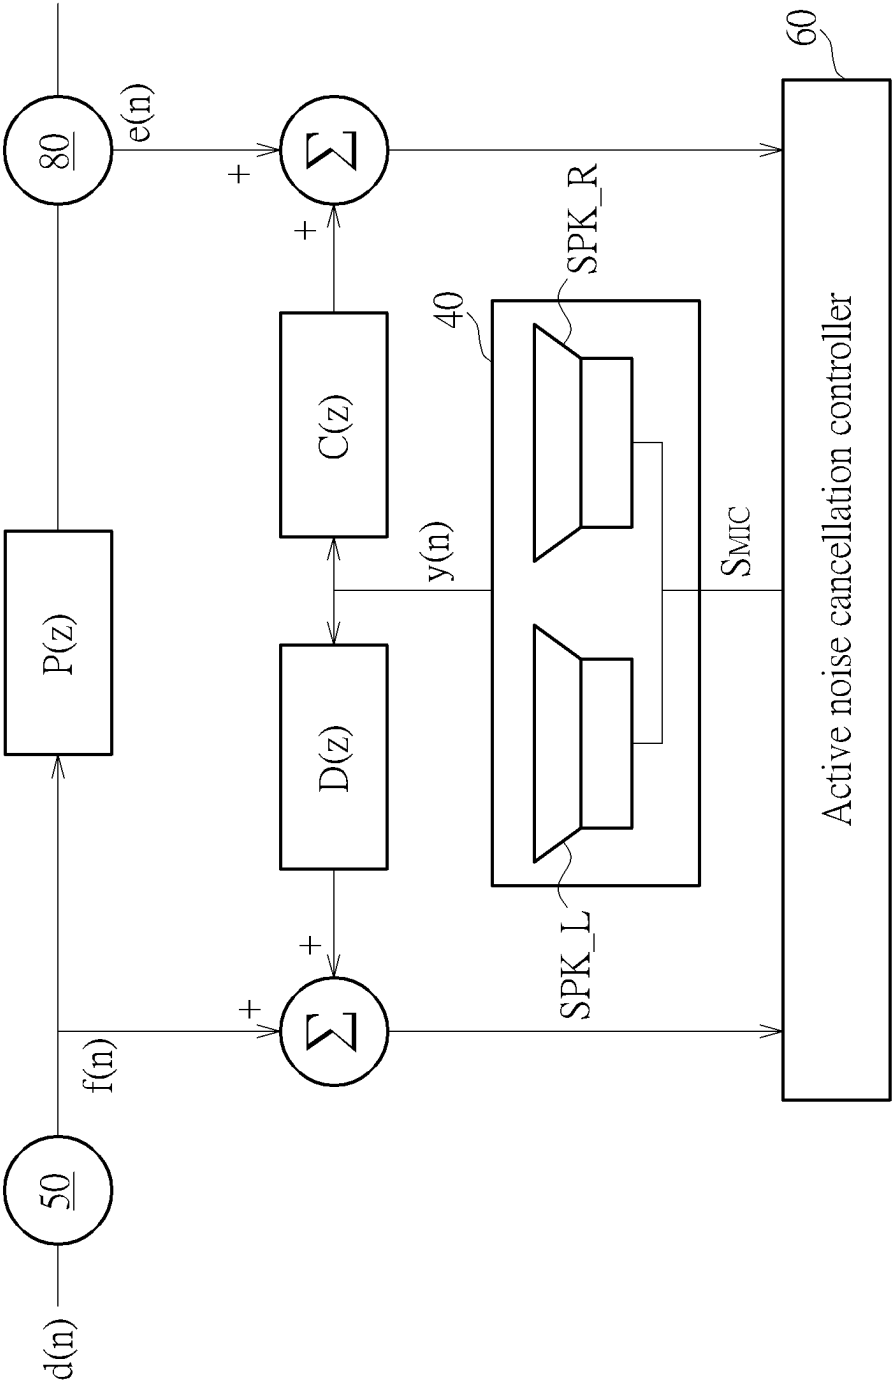 d(n)
50
f(n)
P(z)
80
e(n)
+
Σ
+
D(z)
C(z)
+
+
Σ
y(n)
40
SPK_L
SPK_R
SMIC
60
Active noise cancellation controller